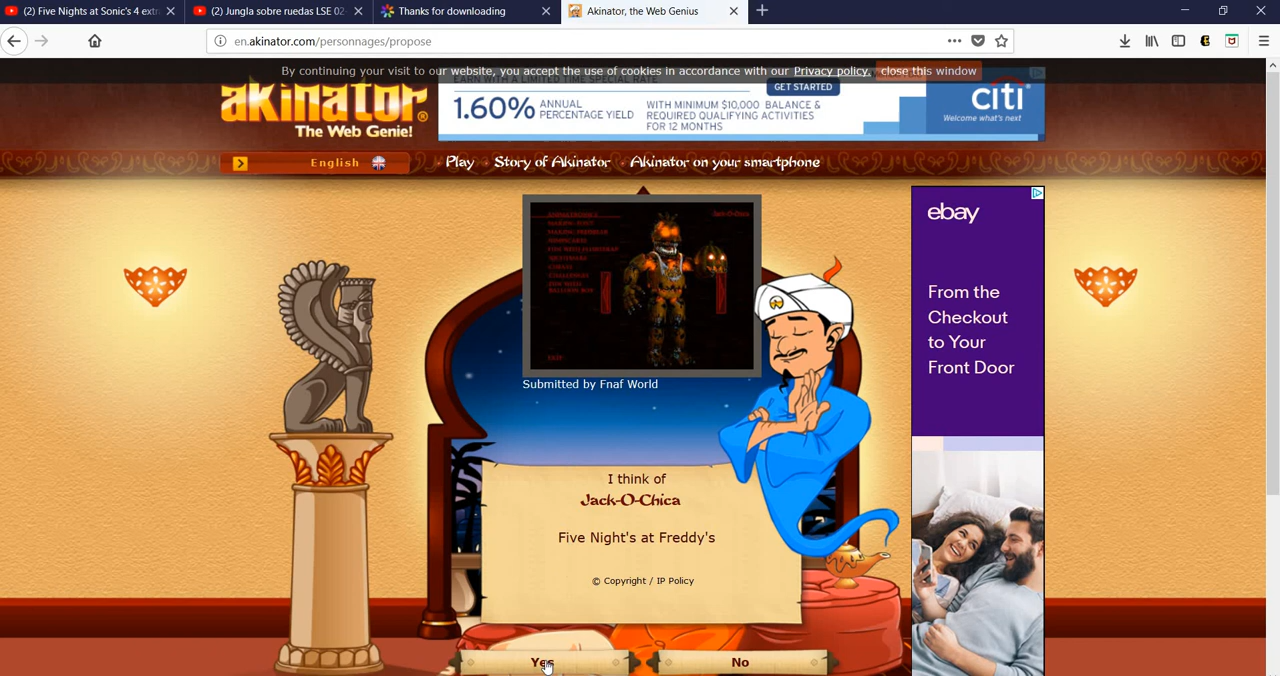 (2) Five Nights at Sonic's 4 extr
(2) Jungla sobre ruedas LSE 02-
Thanks for downloading
Akinator, the Web Genius
en.akinator.com/personnages/propose
By continuing your visit to our website, you accept the use of cookies in accordance with our Privacy policy. close this window
akinator®
The Web Genie!
1.60% ANNUAL
PERCENTAGE YIELD
GET STARTED
WITH MINIMUM $10,000 BALANCE &
REQUIRED QUALIFYING ACTIVITIES
FOR 12 MONTHS
citi
Welcome what's next
English
Play
Story of Akinator
Akinator on your smartphone
Jack-O-Chica
EXIT
Submitted by Fnaf World
I think of
Jack-O-Chica
Five Night's at Freddy's
© Copyright / IP Policy
Yes
No
ebay
From the
Checkout
to Your
Front Door